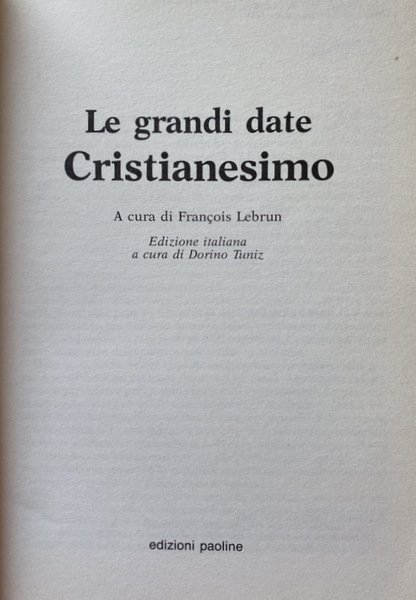 Le grandi date
Cristianesimo
A cura di François Lebrun
Edizione italiana
a cura di Dorino Tuniz
edizioni paoline